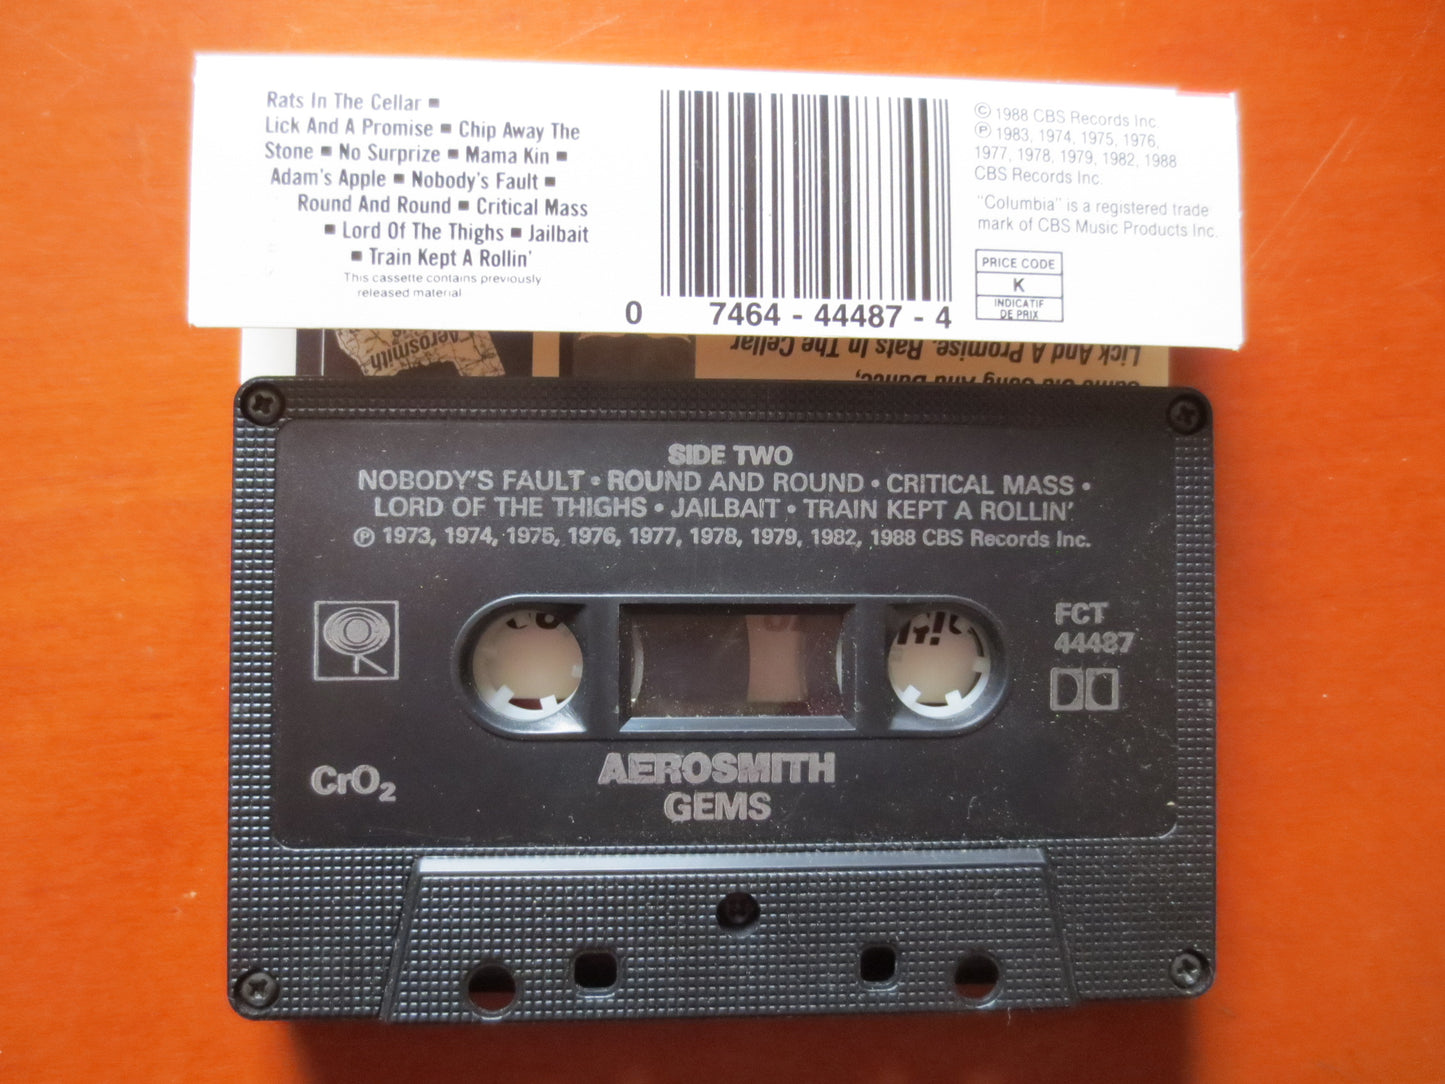 Rats In The Cellar ▪
Lick And A Promise ▪ Chip Away The
Stone ▪ No Surprize ▪ Mama Kin ▪
Adam's Apple ▪ Nobody's Fault ▪
Round And Round ▪ Critical Mass
▪ Lord Of The Thighs ▪ Jailbait
▪ Train Kept A Rollin'
This cassette contains previously
released material
0 7464 - 44487 - 4
© 1988 CBS Records Inc.
℗ 1983, 1974, 1975, 1976,
1977, 1978, 1979, 1982, 1988
CBS Records Inc.
"Columbia" is a registered trade
mark of CBS Music Products Inc.
PRICE CODE
K
INDICATIF
DE PRIX
Aerosmith
Lick And A Promise, Rats In The Cellar
Same Old Song And Dance,
SIDE TWO
NOBODY'S FAULT • ROUND AND ROUND • CRITICAL MASS •
LORD OF THE THIGHS • JAILBAIT • TRAIN KEPT A ROLLIN'
℗ 1973, 1974, 1975, 1976, 1977, 1978, 1979, 1982, 1988 CBS Records Inc.
FCT
44487
CrO2
AEROSMITH
GEMS